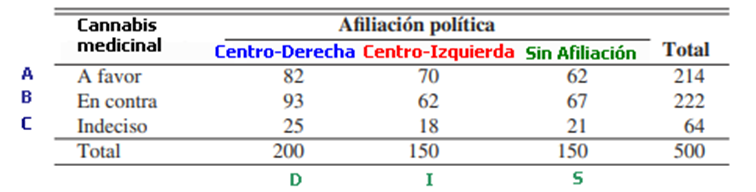 Cannabis medicinal Afiliación política
Centro-Derecha Centro-Izquierda Sin Afiliación Total
A A favor 82 70 62 214
B En contra 93 62 67 222
C Indeciso 25 18 21 64
Total 200 150 150 500
D I S